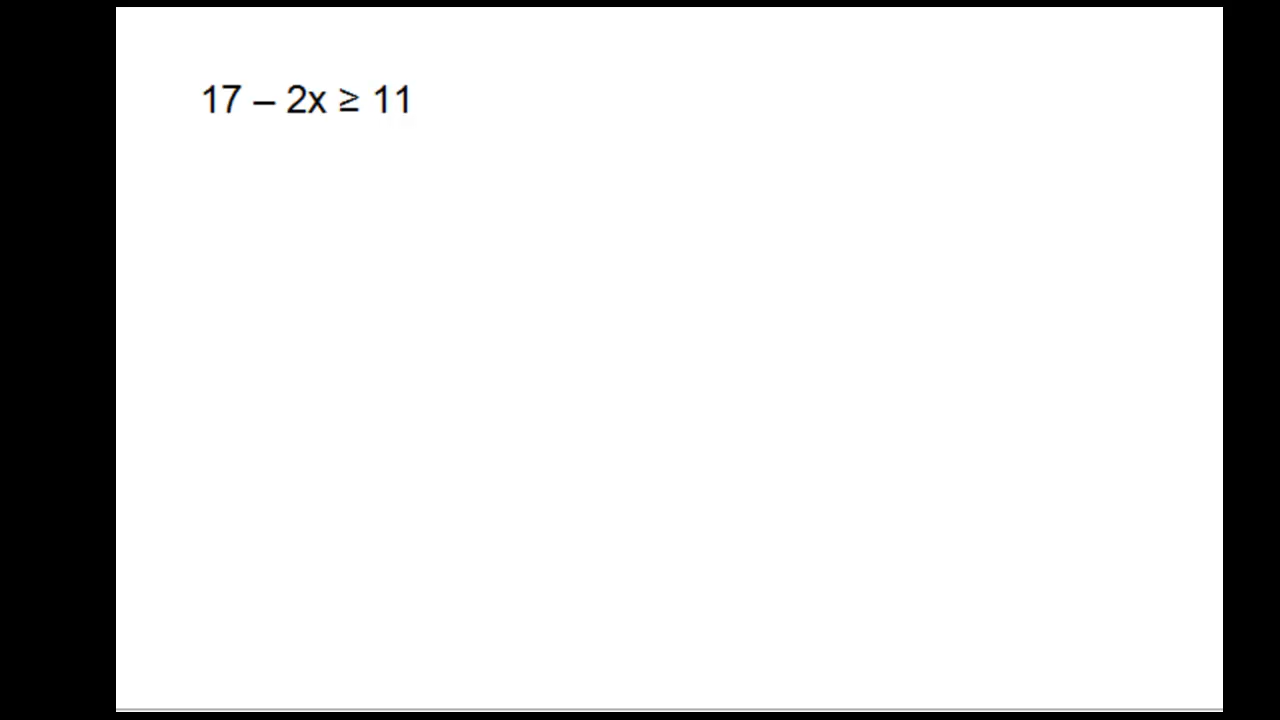 17 – 2x ≥ 11